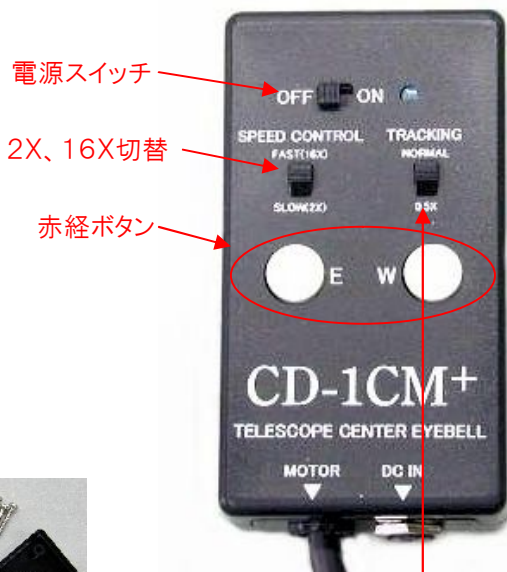 電源スイッチ
OFF ON
SPEED CONTROL TRACKING
FAST(16X) NORMAL
2X、16X切替
SLOW(2X) 0.5X
赤経ボタン
E W
CD-1CM+
TELESCOPE CENTER EYEBELL
MOTOR DC IN